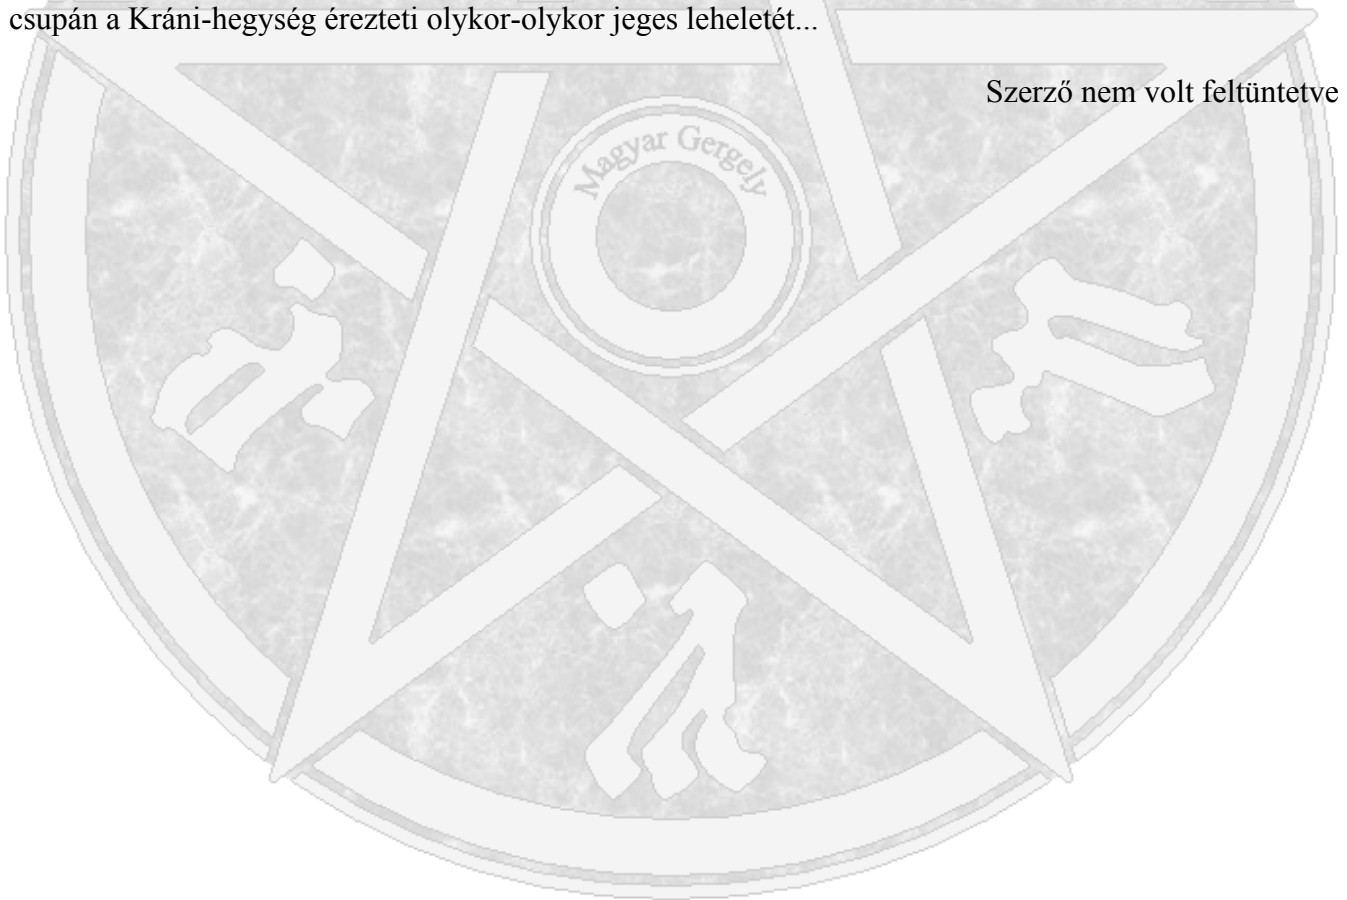 csupán a Kráni-hegység érezteti olykor-olykor jeges leheletét...
Szerző nem volt feltüntetve
Magyar Gergely